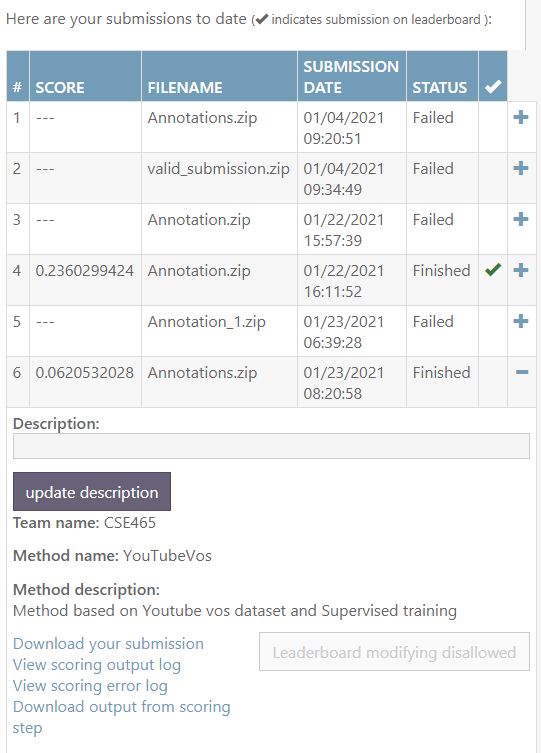 Here are your submissions to date (✔ indicates submission on leaderboard ):
# SCORE FILENAME SUBMISSION DATE STATUS ✔
1 --- Annotations.zip 01/04/2021 09:20:51 Failed +
2 --- valid_submission.zip 01/04/2021 09:34:49 Failed +
3 --- Annotation.zip 01/22/2021 15:57:39 Failed +
4 0.2360299424 Annotation.zip 01/22/2021 16:11:52 Finished ✔ +
5 --- Annotation_1.zip 01/23/2021 06:39:28 Failed +
6 0.0620532028 Annotations.zip 01/23/2021 08:20:58 Finished −
Description:
update description
Team name: CSE465
Method name: YouTubeVos
Method description:
Method based on Youtube vos dataset and Supervised training
Download your submission
Leaderboard modifying disallowed
View scoring output log
View scoring error log
Download output from scoring
step